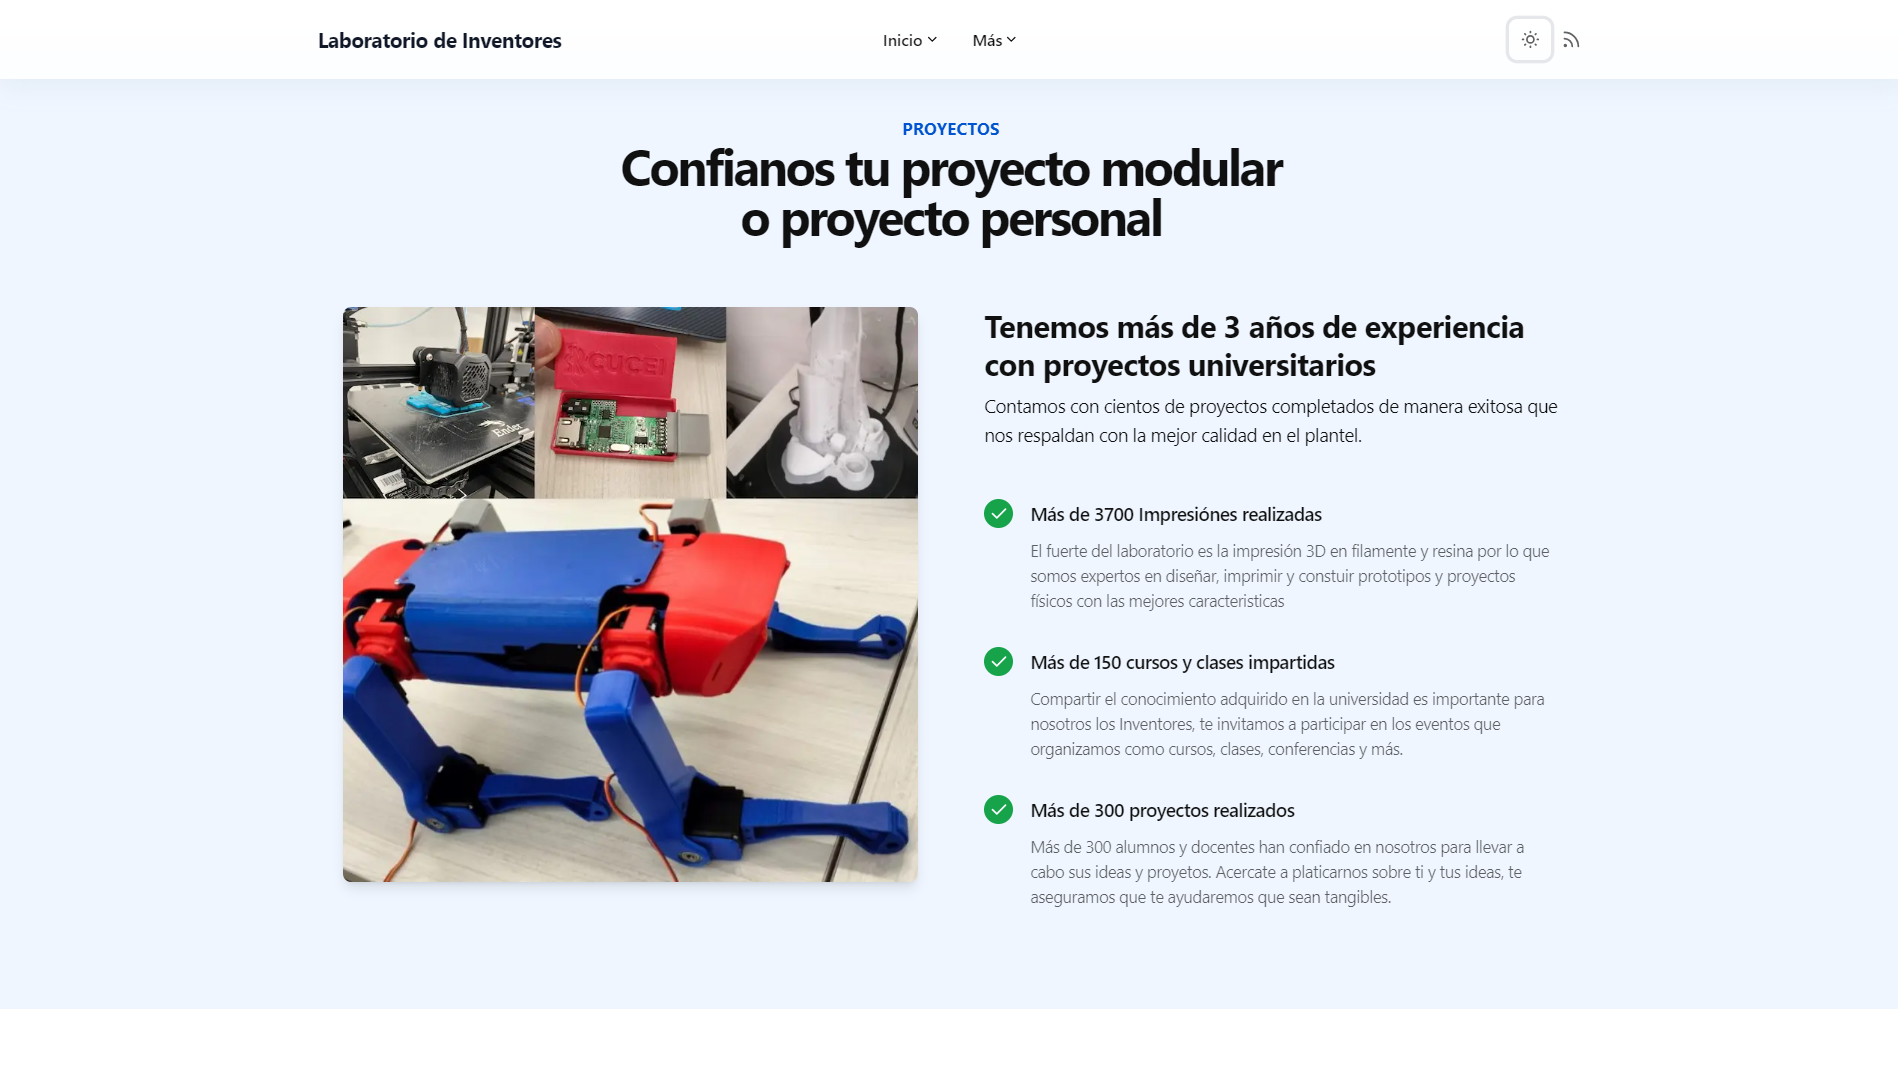 Laboratorio de Inventores
Inicio
Más
PROYECTOS
Confianos tu proyecto modular
o proyecto personal
CUCEI
Ender
Tenemos más de 3 años de experiencia
con proyectos universitarios
Contamos con cientos de proyectos completados de manera exitosa que
nos respaldan con la mejor calidad en el plantel.
Más de 3700 Impresiónes realizadas
El fuerte del laboratorio es la impresión 3D en filamente y resina por lo que
somos expertos en diseñar, imprimir y constuir prototipos y proyectos
físicos con las mejores caracteristicas
Más de 150 cursos y clases impartidas
Compartir el conocimiento adquirido en la universidad es importante para
nosotros los Inventores, te invitamos a participar en los eventos que
organizamos como cursos, clases, conferencias y más.
Más de 300 proyectos realizados
Más de 300 alumnos y docentes han confiado en nosotros para llevar a
cabo sus ideas y proyetos. Acercate a platicarnos sobre ti y tus ideas, te
aseguramos que te ayudaremos que sean tangibles.